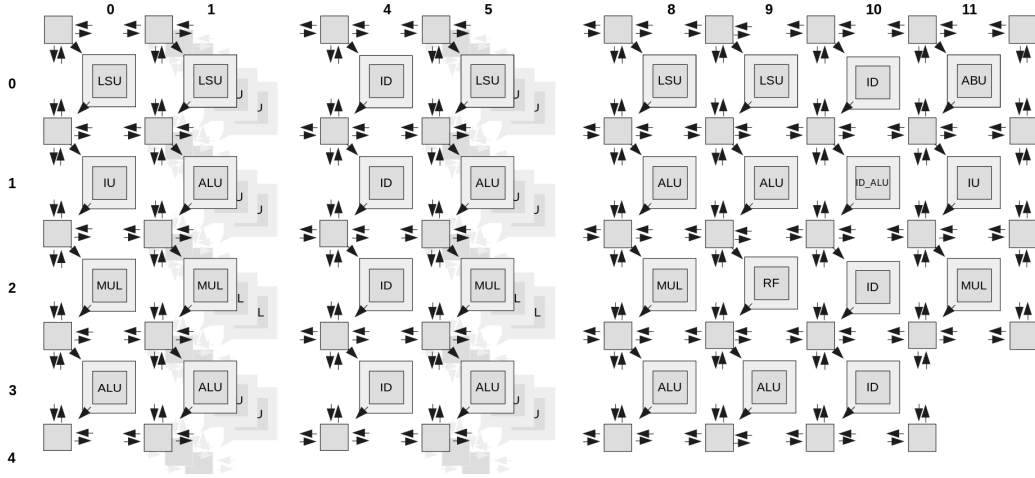 0 1 4 5 8 9 10 11
0 LSU LSU U J ID LSU U J LSU LSU ID ABU
1 IU ALU U J ID ALU U J ALU ALU ID_ALU IU
2 MUL MUL L L ID MUL L L MUL RF ID MUL
3 ALU ALU U J ID ALU U J ALU ALU ID
4